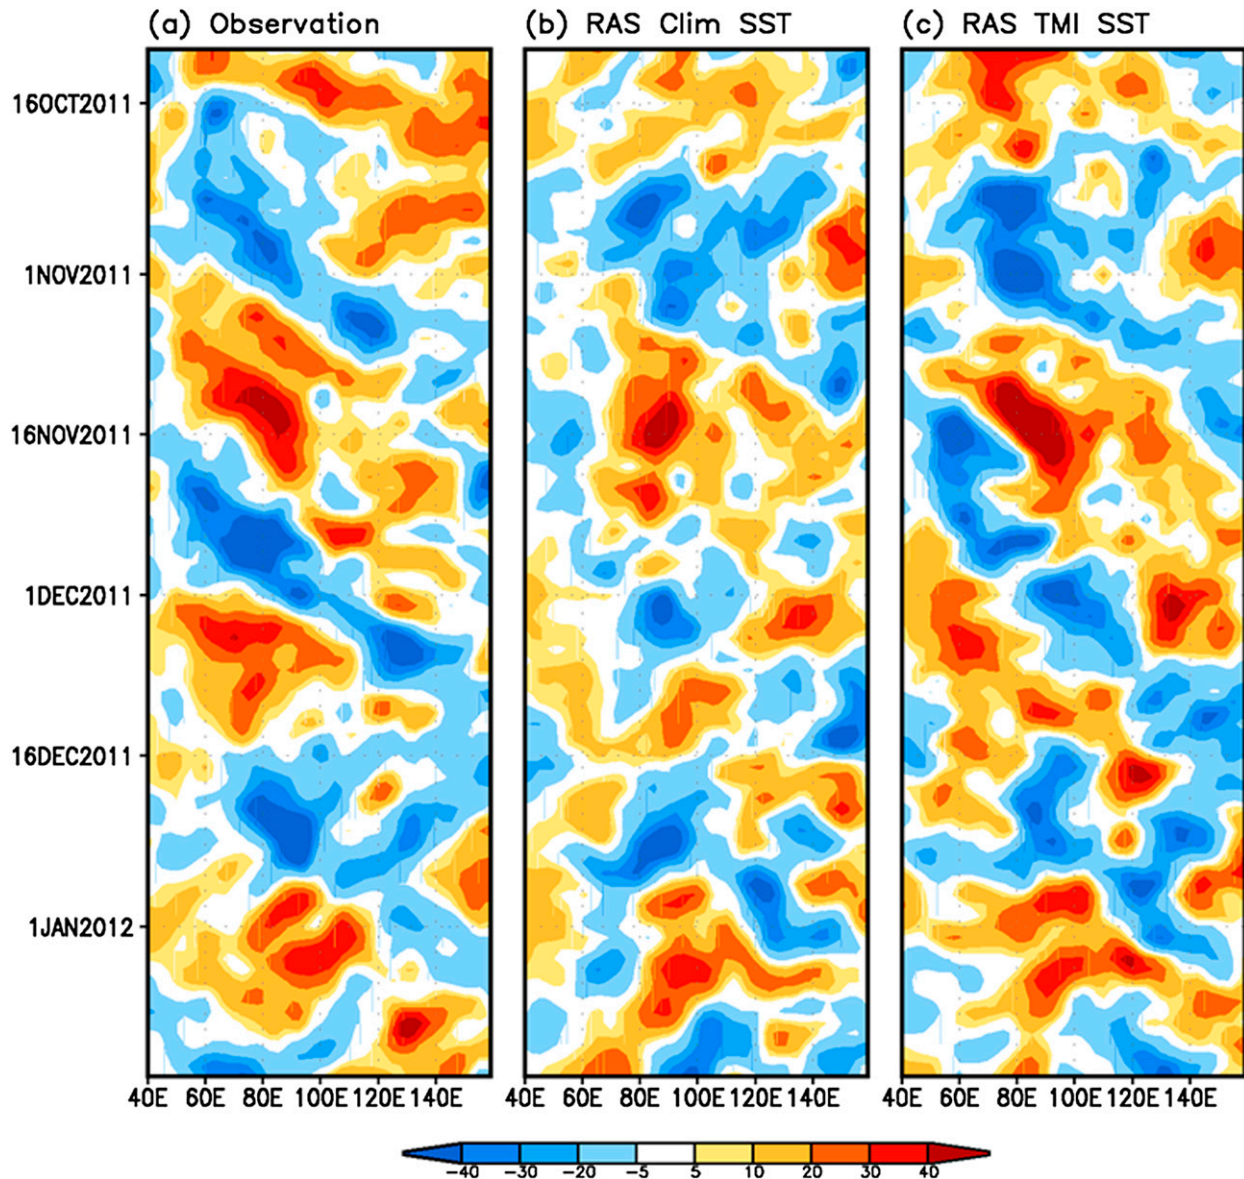 (a) Observation
(b) RAS Clim SST
(c) RAS TMI SST
16OCT2011
1NOV2011
16NOV2011
1DEC2011
16DEC2011
1JAN2012
40E 60E 80E 100E 120E 140E
40E 60E 80E 100E 120E 140E
40E 60E 80E 100E 120E 140E
-40 -30 -20 -5 5 10 20 30 40